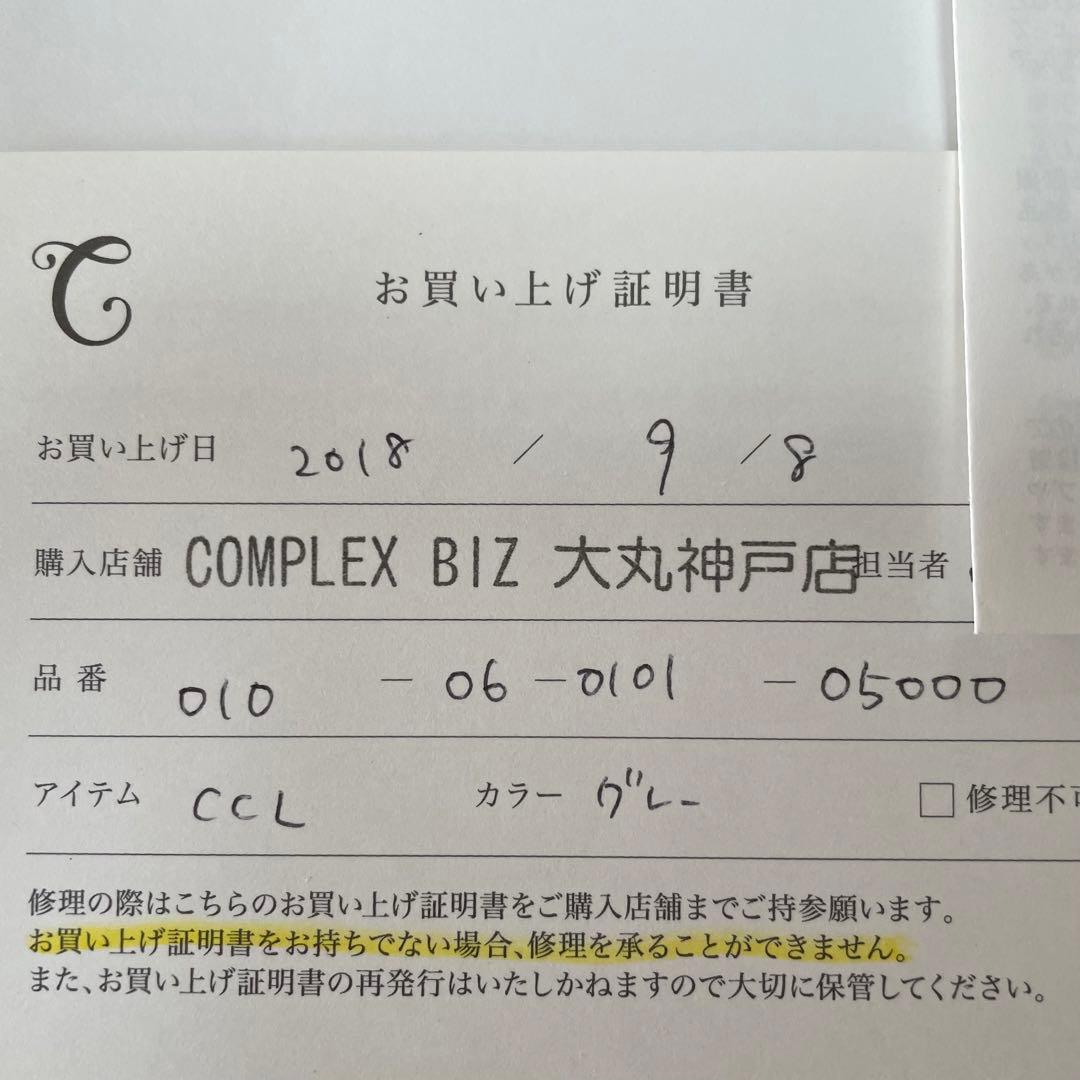 お買い上げ証明書
お買い上げ日 2018 / 9 / 8
購入店舗 COMPLEX BIZ 大丸神戸店 担当者
品番 010 - 06 - 0101 - 05000
アイテム CCL カラー グレー □ 修理不可
修理の際はこちらのお買い上げ証明書をご購入店舗までご持参願います。
お買い上げ証明書をお持ちでない場合、修理を承ることができません。
また、お買い上げ証明書の再発行はいたしかねますので大切に保管してください。